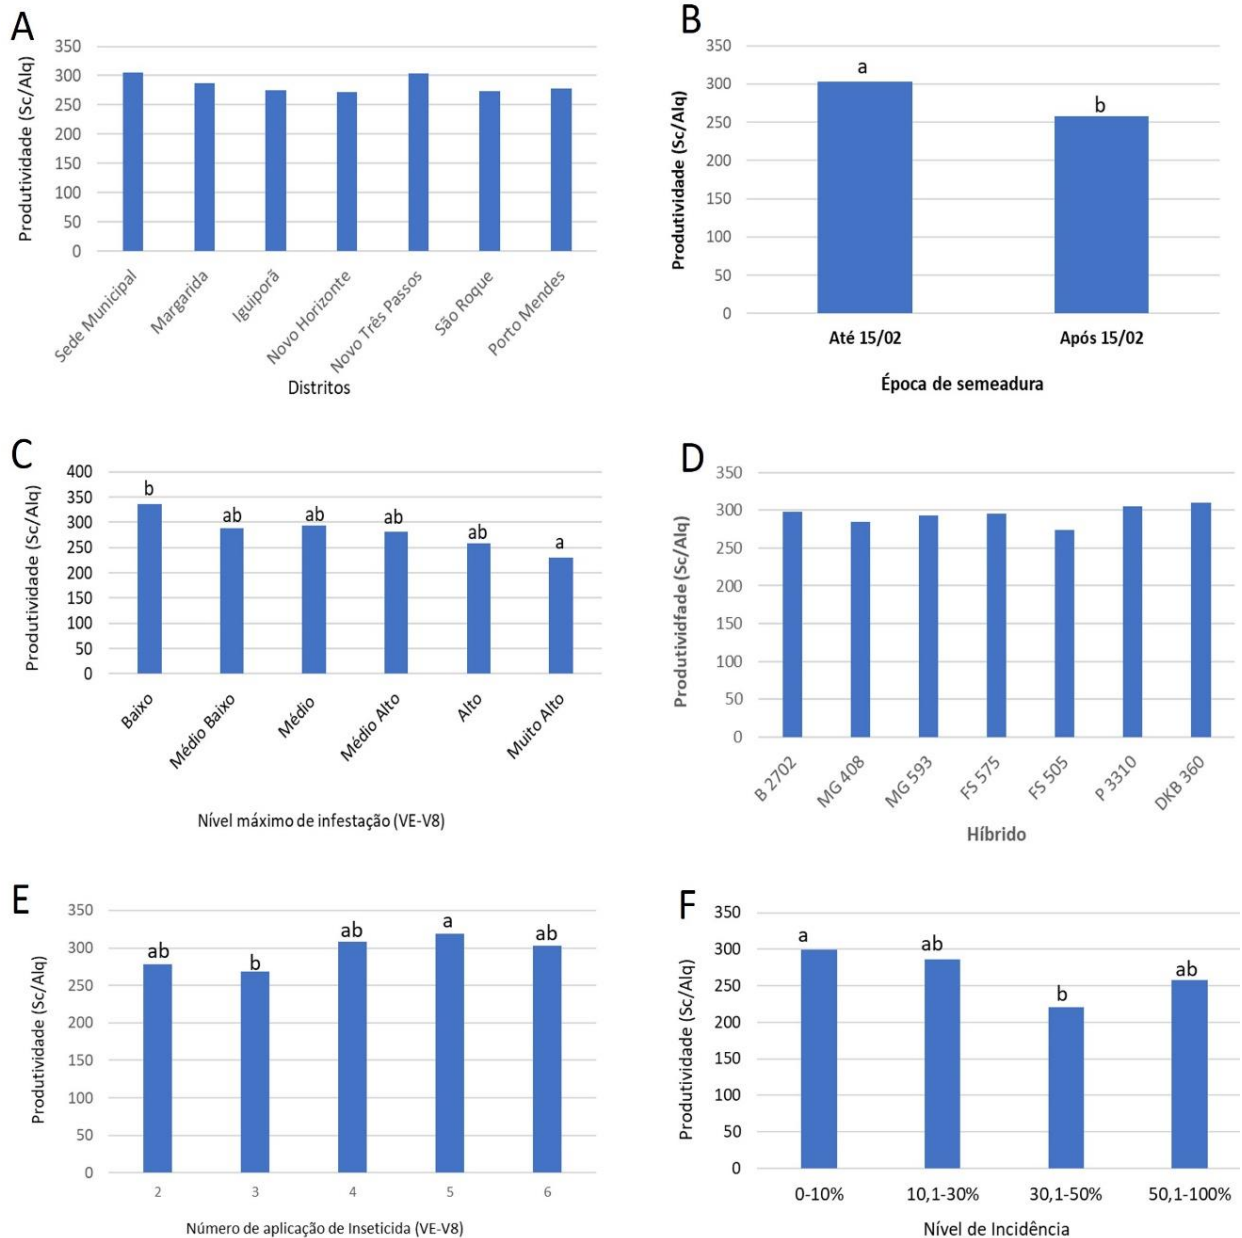 A
Produtividade (Sc/Alq)
350
300
250
200
150
100
50
0
Sede Municipal
Margarida
Iguiporã
Novo Horizonte
Novo Três Passos
São Roque
Porto Mendes
Distritos
B
Produtividade (Sc/Alq)
350
300
250
200
150
100
50
0
a
b
Até 15/02
Após 15/02
Época de semeadura
C
Produtividade (Sc/Alq)
400
350
300
250
200
150
100
50
0
b
ab
ab
ab
ab
a
Baixo
Médio Baixo
Médio
Médio Alto
Alto
Muito Alto
Nível máximo de infestação (VE-V8)
D
Produtividfade (Sc/Alq)
350
300
250
200
150
100
50
0
B 2702
MG 408
MG 593
FS 575
FS 505
P 3310
DKB 360
Híbrido
E
Produtividade (Sc/Alq)
350
300
250
200
150
100
50
0
ab
b
ab
a
ab
2
3
4
5
6
Número de aplicação de Inseticida (VE-V8)
F
Produtividade (Sc/Alq)
350
300
250
200
150
100
50
0
a
ab
b
ab
0-10%
10,1-30%
30,1-50%
50,1-100%
Nível de Incidência